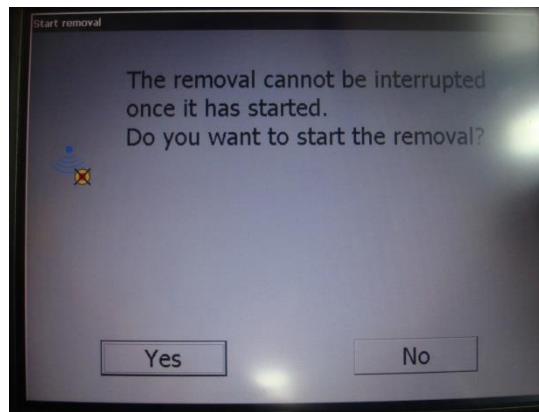 Start removal
The removal cannot be interrupted
once it has started.
Do you want to start the removal?
Yes
No